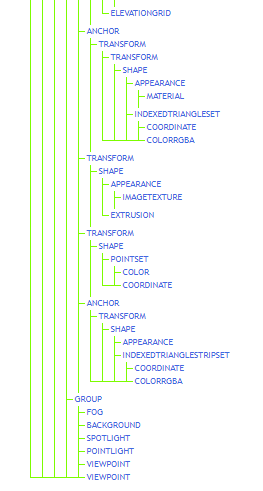 ELEVATIONGRID
ANCHOR
TRANSFORM
TRANSFORM
SHAPE
APPEARANCE
MATERIAL
INDEXEDTRIANGLESET
COORDINATE
COLORRGBA
TRANSFORM
SHAPE
APPEARANCE
IMAGETEXTURE
EXTRUSION
TRANSFORM
SHAPE
POINTSET
COLOR
COORDINATE
ANCHOR
TRANSFORM
SHAPE
APPEARANCE
INDEXEDTRIANGLESTRIPSET
COORDINATE
COLORRGBA
GROUP
FOG
BACKGROUND
SPOTLIGHT
POINTLIGHT
VIEWPOINT
VIEWPOINT